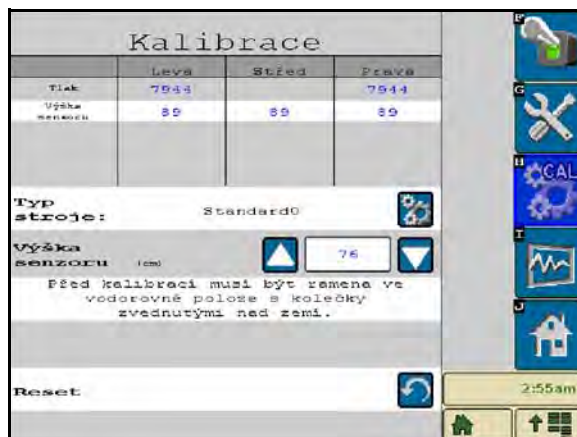 Kalibrace
Levá Střed Pravá
Tlak 7944 7944
Výška senzoru 89 89 89
Typ stroje: Standard0
Výška senzoru (cm) 76
Před kalibrací musí být ramena ve
vodorovné poloze s kolečky
zvednutými nad zemí.
Reset
F
G
H
CAL
I
J
2:55am